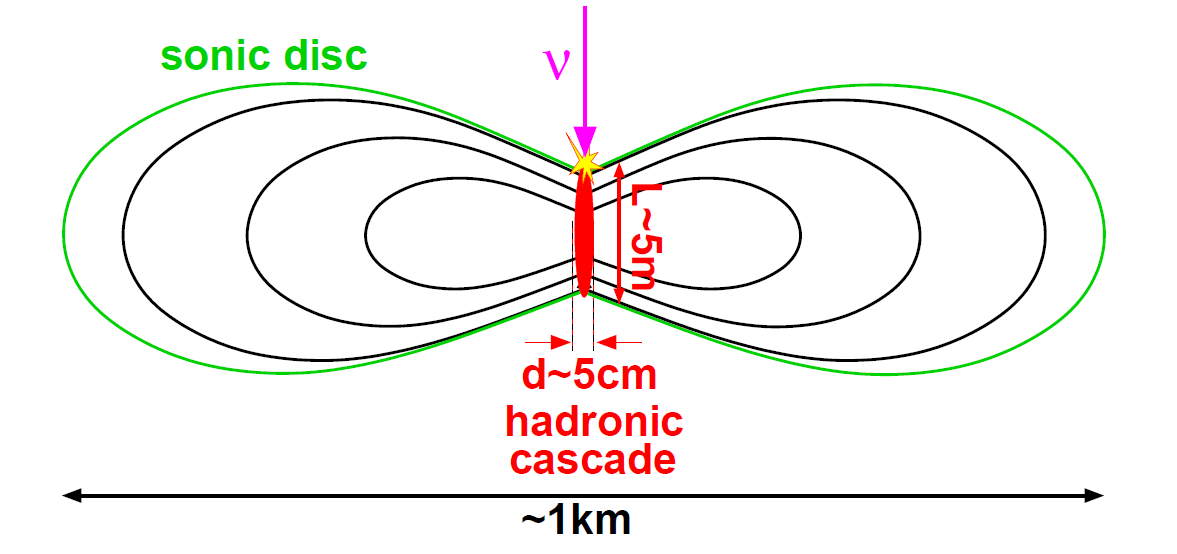 sonic disc
ν
L~5m
d~5cm
hadronic
cascade
~1km